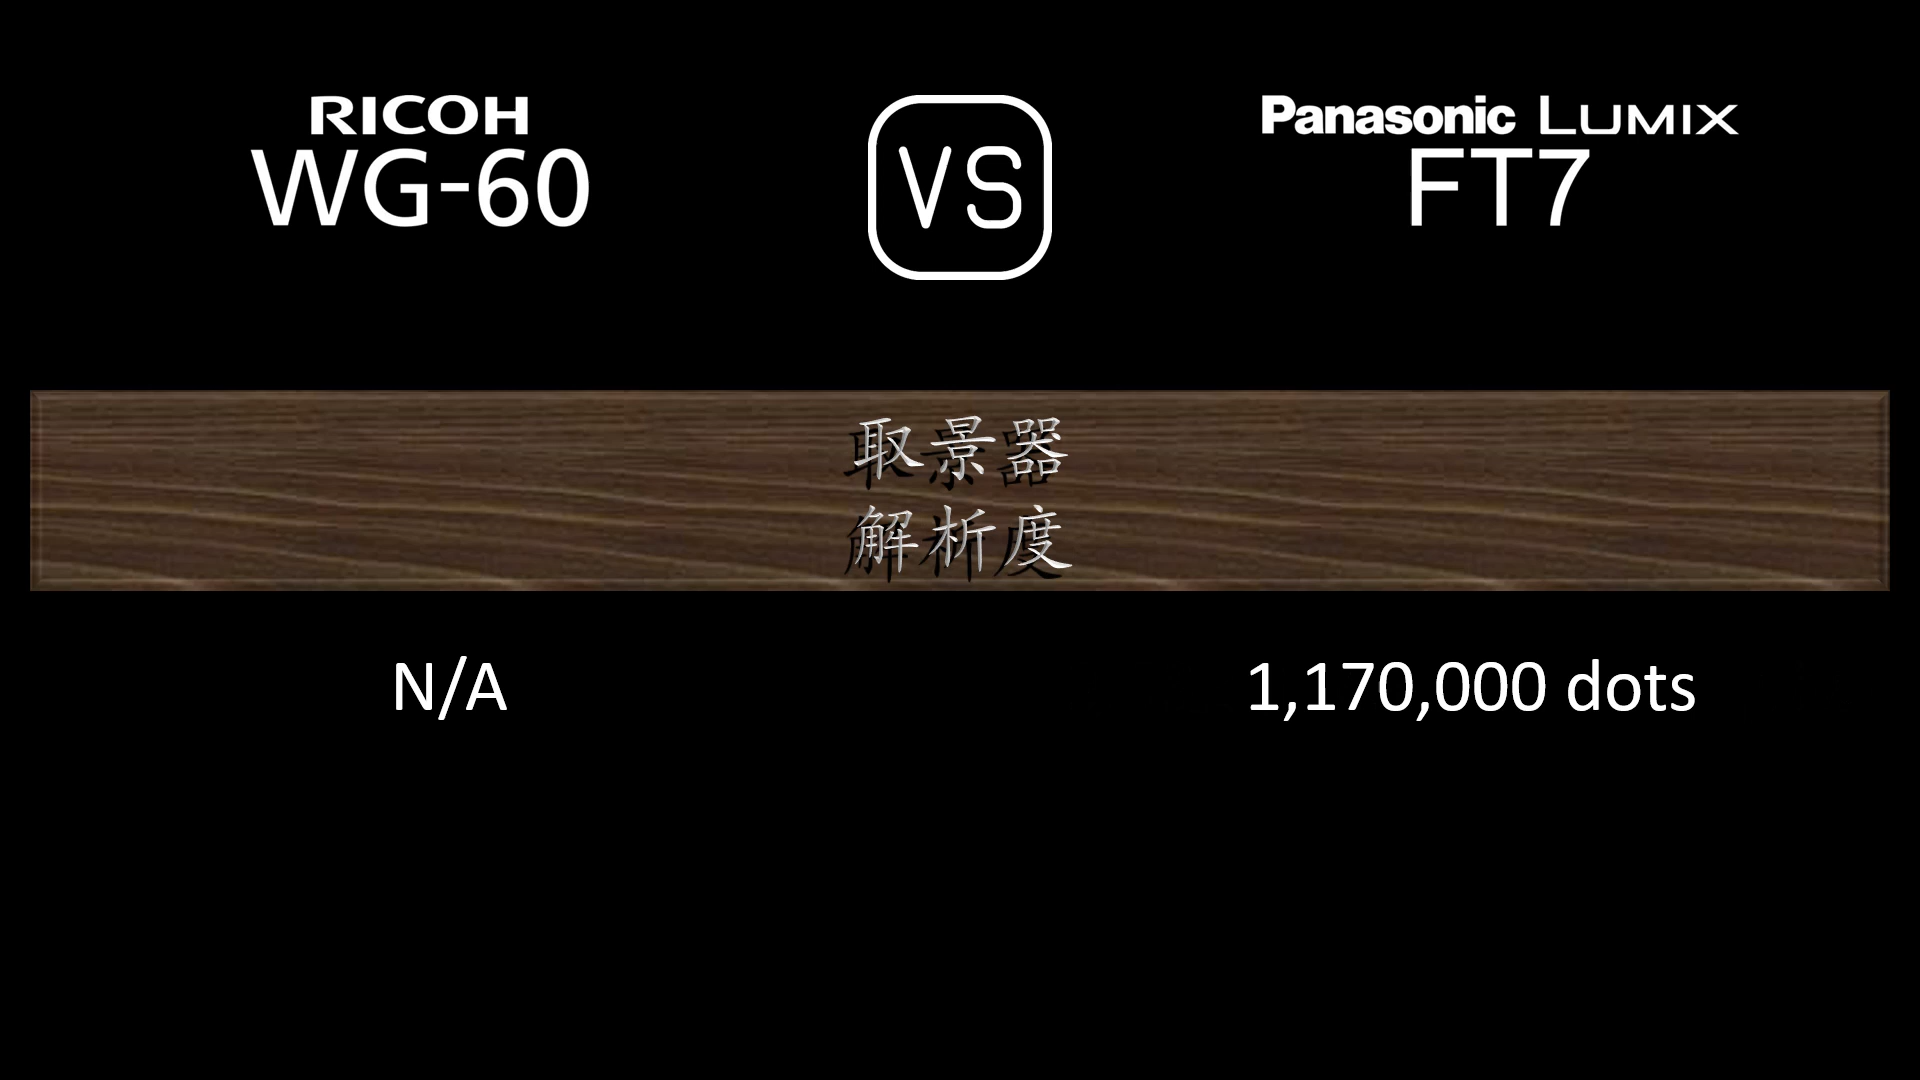 RICOH
WG-60
VS
Panasonic LUMIX
FT7
取景器
解析度
N/A
1,170,000 dots